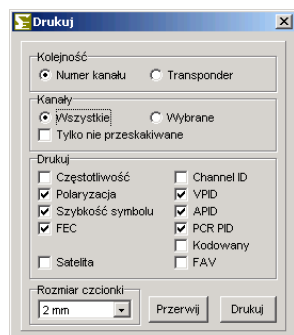 Drukuj
Kolejność
Numer kanału Transponder
Kanały
Wszystkie Wybrane
Tylko nie przeskakiwane
Drukuj
Częstotliwość Channel ID
Polaryzacja VPID
Szybkość symbolu APID
FEC PCR PID
Kodowany
Satelita FAV
Rozmiar czcionki
2 mm Przerwij Drukuj